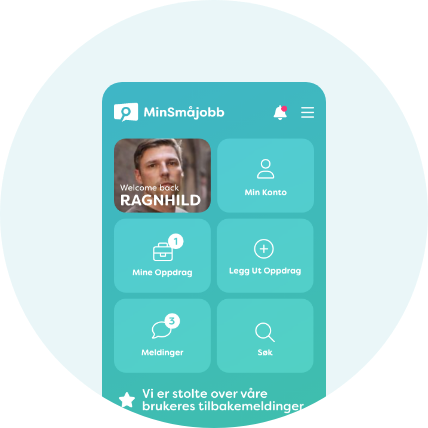 MinSmåjobb
Welcome back
RAGNHILD
Min Konto
1
Mine Oppdrag
Legg Ut Oppdrag
3
Meldinger
Søk
Vi er stolte over våre
brukeres tilbakemeldinger